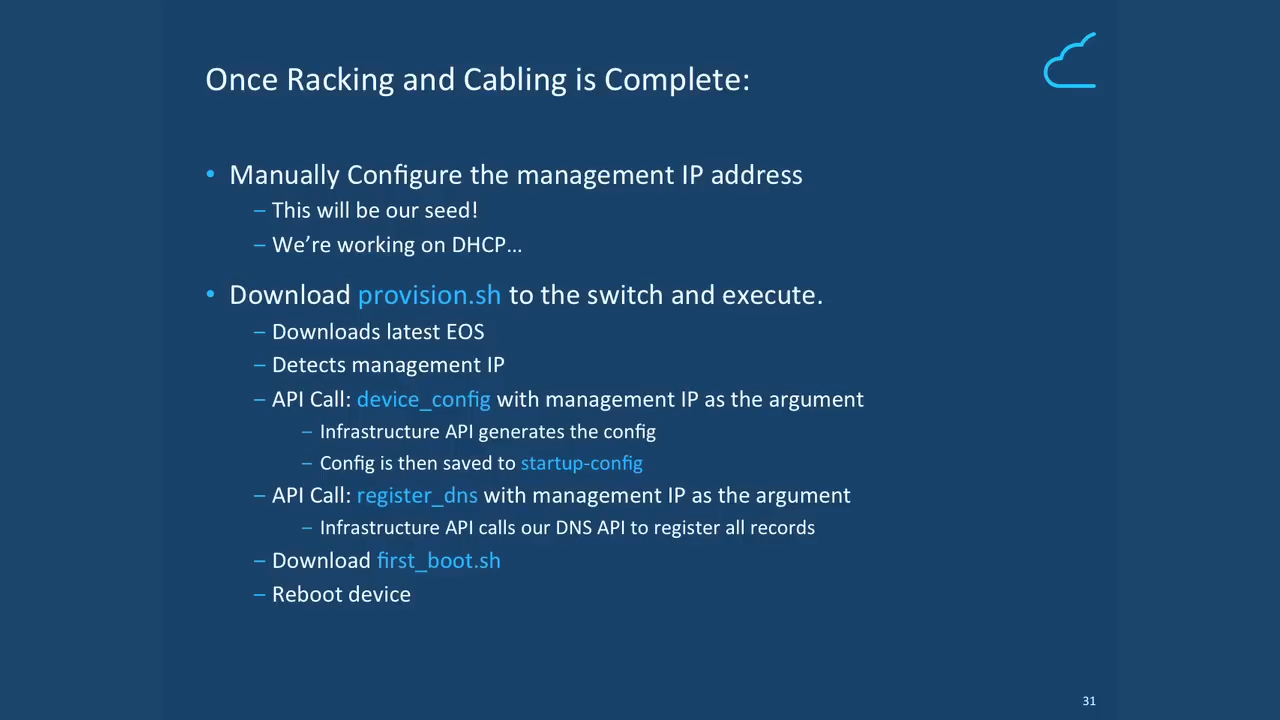 Once Racking and Cabling is Complete:
• Manually Configure the management IP address
– This will be our seed!
– We’re working on DHCP…
• Download provision.sh to the switch and execute.
– Downloads latest EOS
– Detects management IP
– API Call: device_config with management IP as the argument
– Infrastructure API generates the config
– Config is then saved to startup-config
– API Call: register_dns with management IP as the argument
– Infrastructure API calls our DNS API to register all records
– Download first_boot.sh
– Reboot device
31